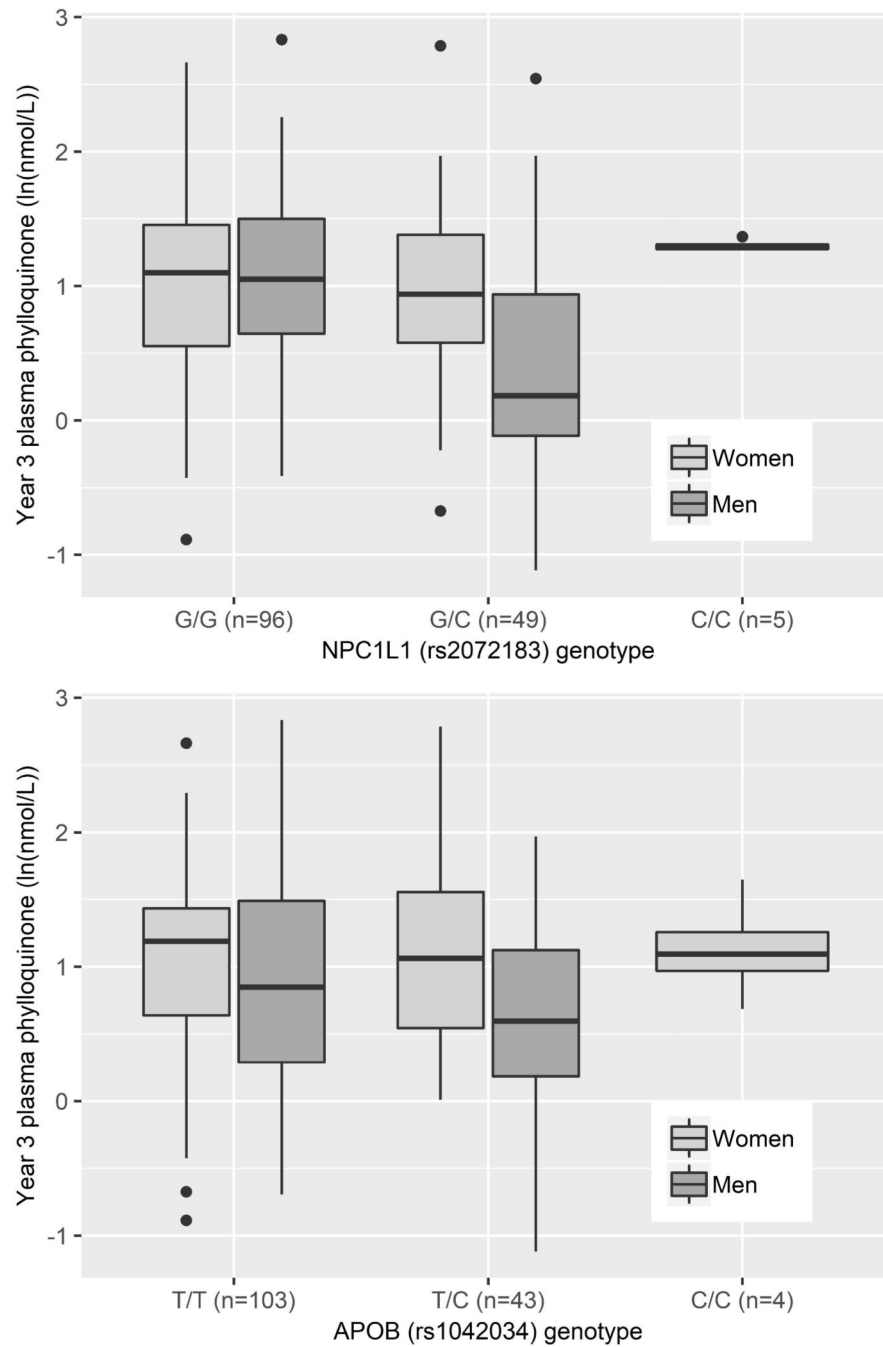 Year 3 plasma phylloquinone (ln(nmol/L))
3
2
1
0
-1
Women
Men
G/G (n=96)
G/C (n=49)
C/C (n=5)
NPC1L1 (rs2072183) genotype
Year 3 plasma phylloquinone (ln(nmol/L))
3
2
1
0
-1
Women
Men
T/T (n=103)
T/C (n=43)
C/C (n=4)
APOB (rs1042034) genotype